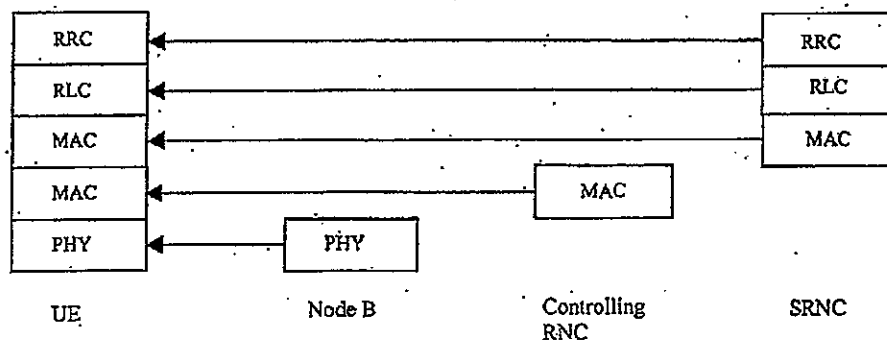 RRC RRC
RLC RLC
MAC MAC
MAC MAC
PHY PHY
UE Node B Controlling SRNC
RNC